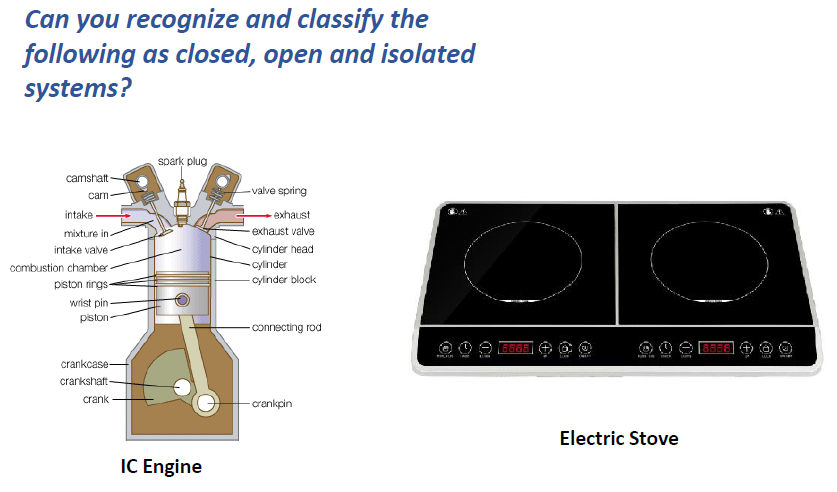 Can you recognize and classify the
following as closed, open and isolated
systems?
spark plug
camshaft
cam
valve spring
intake
exhaust
mixture in
exhaust valve
intake valve
cylinder head
combustion chamber
cylinder
piston rings
cylinder block
wrist pin
piston
connecting rod
crankcase
crankshaft
crank
crankpin
IC Engine
Electric Stove